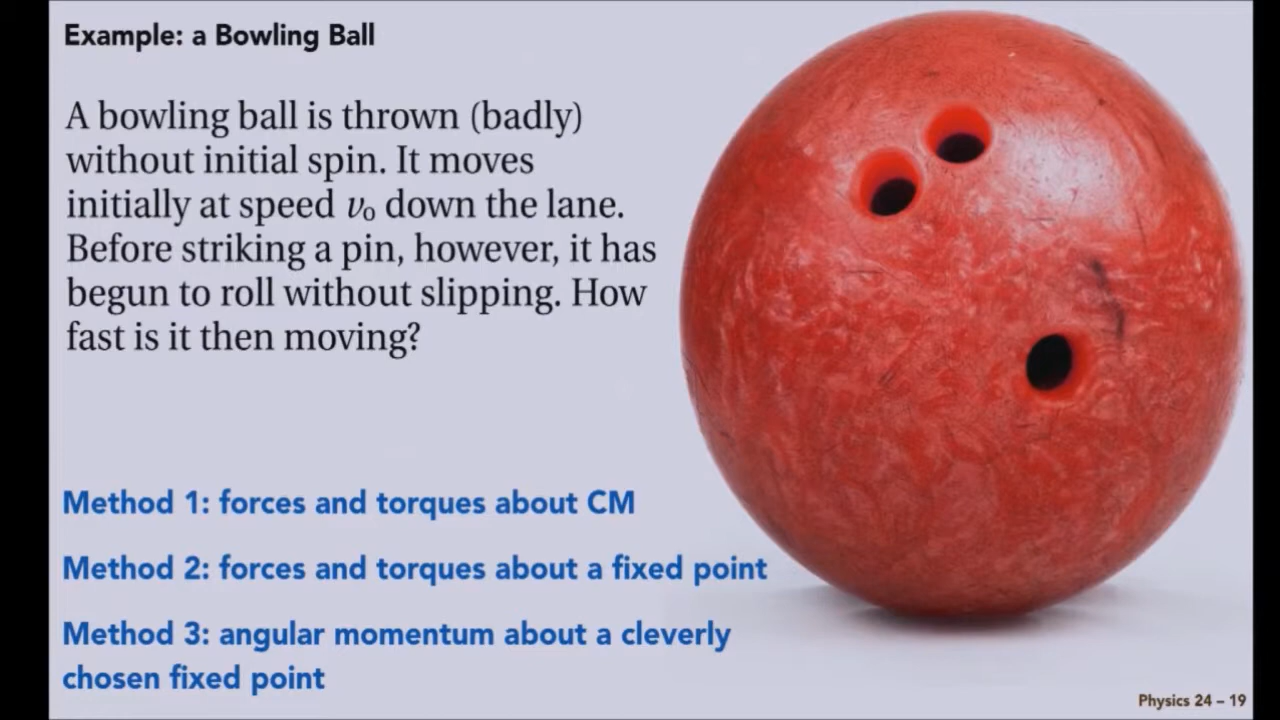 Example: a Bowling Ball
A bowling ball is thrown (badly)
without initial spin. It moves
initially at speed v₀ down the lane.
Before striking a pin, however, it has
begun to roll without slipping. How
fast is it then moving?
Method 1: forces and torques about CM
Method 2: forces and torques about a fixed point
Method 3: angular momentum about a cleverly
chosen fixed point
Physics 24 – 19